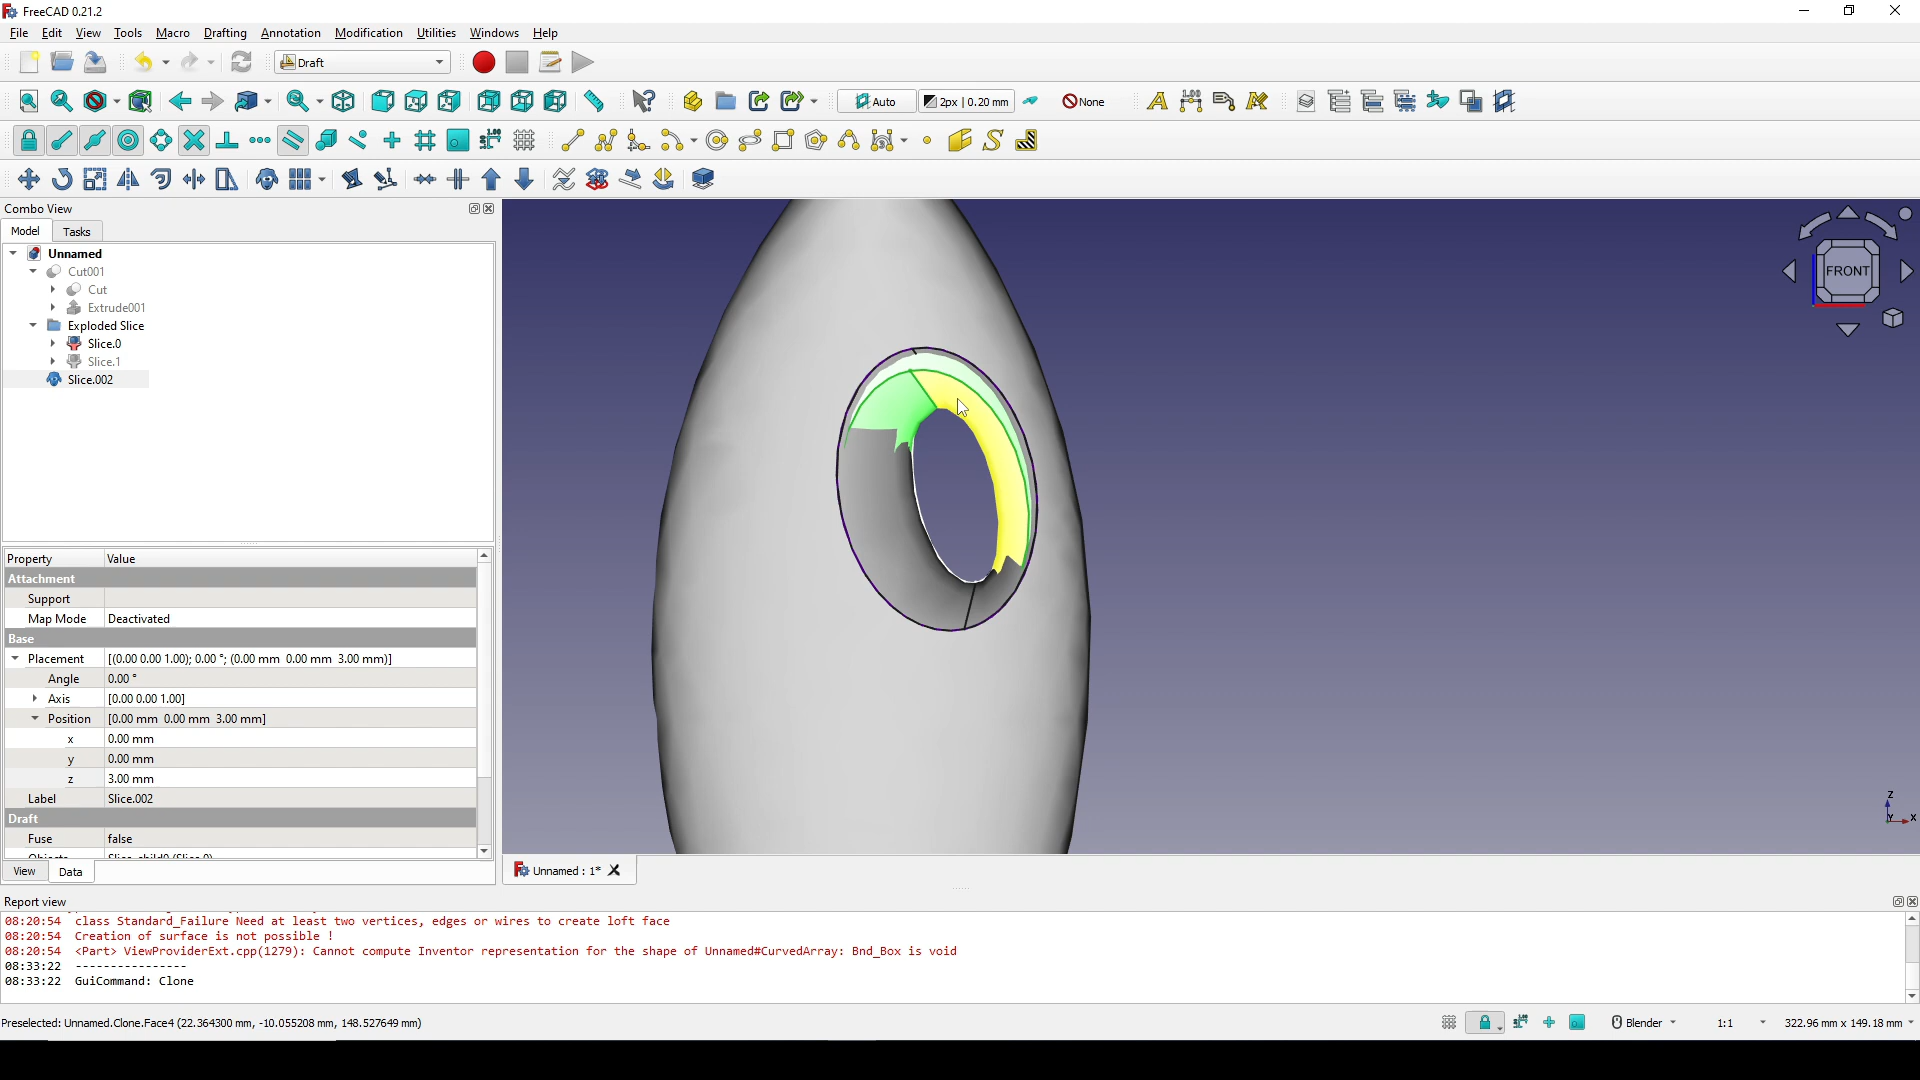 FreeCAD 0.21.2
File Edit View Tools Macro Drafting Annotation Modification Utilities Windows Help
Draft
Auto 2px | 0.20 mm None
Combo View
Model Tasks
Unnamed
Cut001
Cut
Extrude001
Exploded Slice
Slice.0
Slice.1
Slice.002
FRONT
Property Value
Attachment
Support
Map Mode Deactivated
Base
Placement [(0.00 0.00 1.00); 0.00 °; (0.00 mm 0.00 mm 3.00 mm)]
Angle 0.00 °
Axis [0.00 0.00 1.00]
Position [0.00 mm 0.00 mm 3.00 mm]
x 0.00 mm
y 0.00 mm
z 3.00 mm
Label Slice.002
Draft
Fuse false
View Data
Z
Y X
Unnamed : 1*
Report view
08:20:54 class Standard_Failure Need at least two vertices, edges or wires to create loft face
08:20:54 Creation of surface is not possible !
08:20:54 <Part> ViewProviderExt.cpp(1279): Cannot compute Inventor representation for the shape of Unnamed#CurvedArray: Bnd_Box is void
08:33:22 ----------------
08:33:22 GuiCommand: Clone
Preselected: Unnamed.Clone.Face4 (22.364300 mm, -10.055208 mm, 148.527649 mm)
Blender 1:1 322.96 mm x 149.18 mm